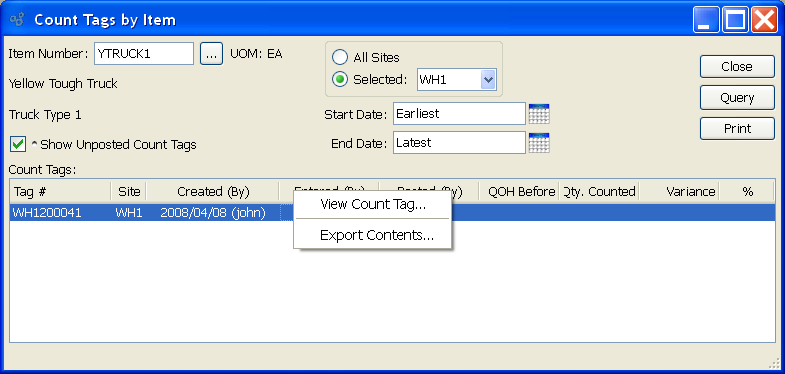 Count Tags by Item
Item Number: YTRUCK1 ... UOM: EA
All Sites
Selected: WH1
Yellow Tough Truck
Truck Type 1
Start Date: Earliest
Show Unposted Count Tags
End Date: Latest
Close
Query
Print
Count Tags:
Tag # Site Created (By) Entered (By) Posted (By) QOH Before Qty. Counted Variance %
WH1200041 WH1 2008/04/08 (john)
View Count Tag...
Export Contents...